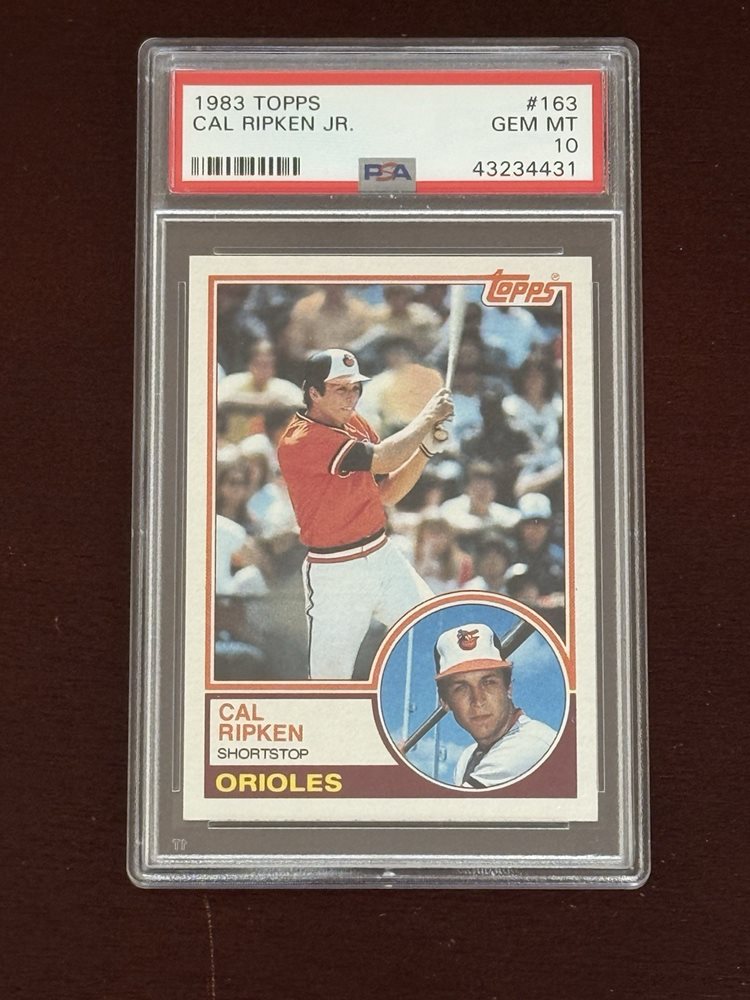 1983 TOPPS #163
CAL RIPKEN JR. GEM MT
10
PSA 43234431
Topps
CAL
RIPKEN
SHORTSTOP
ORIOLES